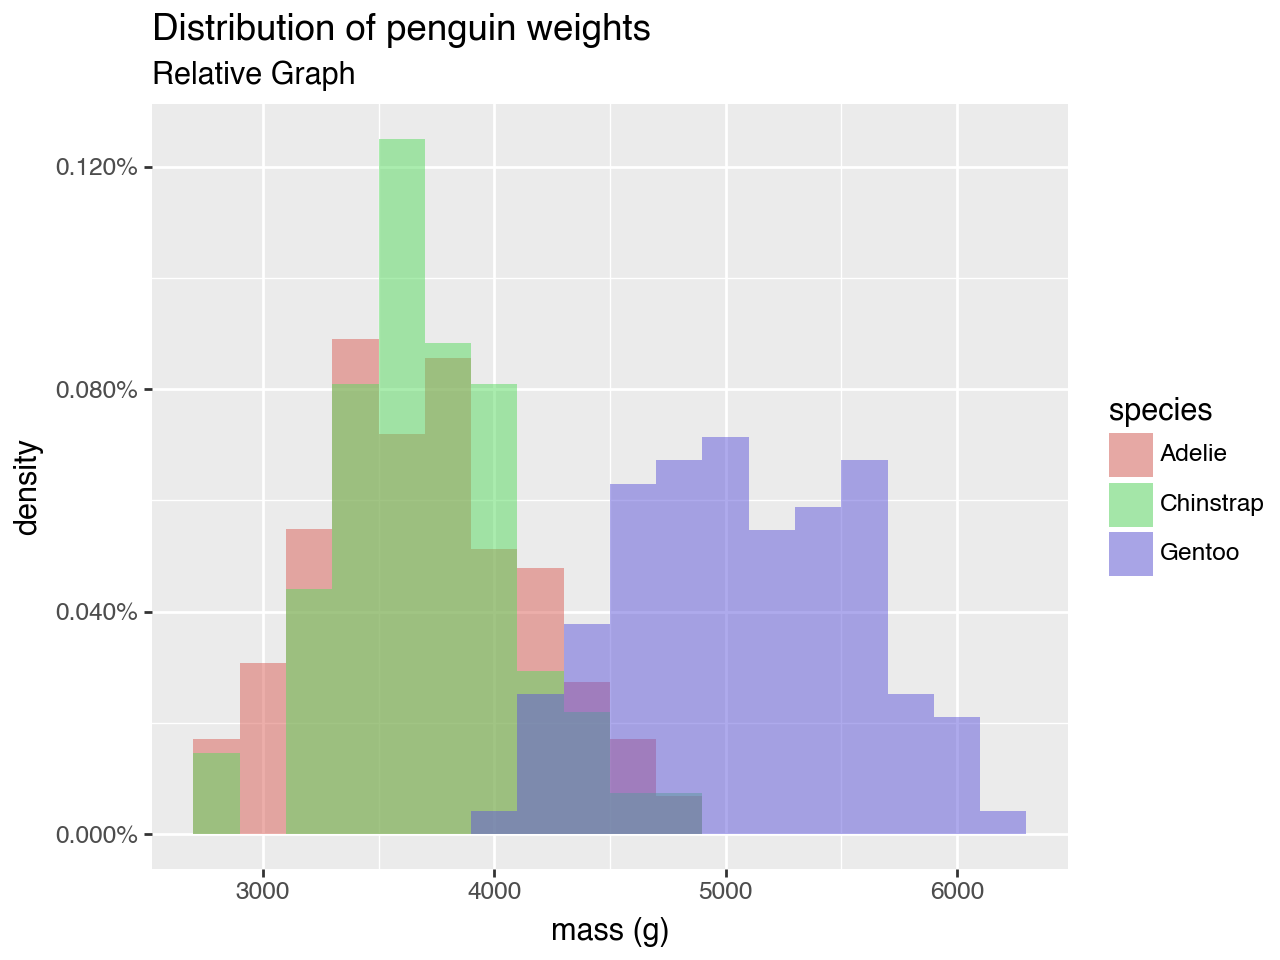 Distribution of penguin weights
Relative Graph
0.120%
0.080%
0.040%
0.000%
density
3000 4000 5000 6000
mass (g)
species
Adelie
Chinstrap
Gentoo